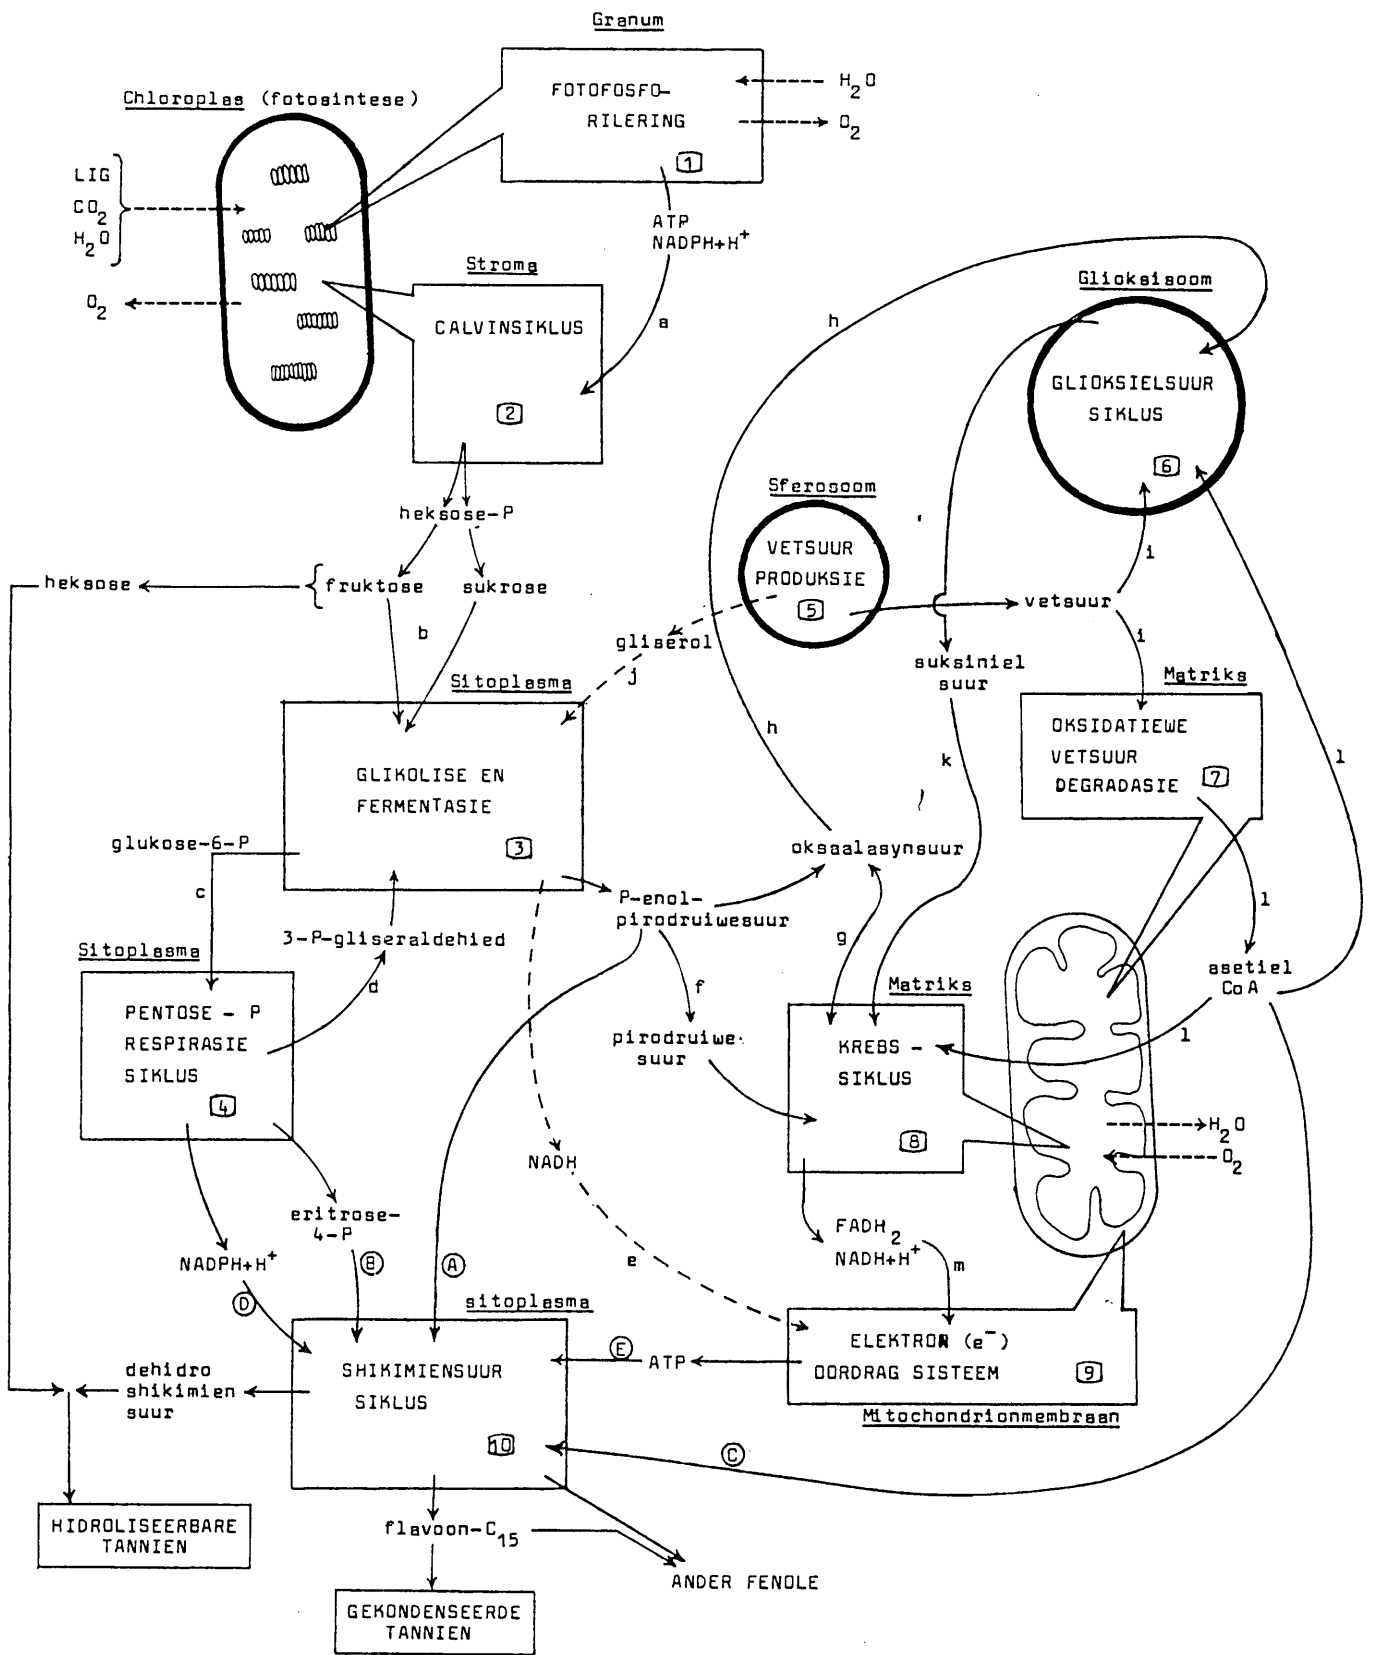 Granum
FOTOFOSFO-
RILERING
1
H2O
O2
Chloroplas (fotosintese)
LIG
CO2
H2O
O2
ATP
NADPH+H+
a
Stroma
CALVINSIKLUS
2
heksose-P
heksose
fruktose
sukrose
b
h
Glioksisoom
GLIOKSIELSUUR
SIKLUS
6
Sferosoom
VETSUUR
PRODUKSIE
5
i
vetsuur
i
gliserol
j
suksiniel
suur
Sitoplasma
GLIKOLISE EN
FERMENTASIE
3
h
k
Matriks
OKSIDATIEWE
VETSUUR
DEGRADASIE
7
l
glukose-6-P
c
oksaalasynsuur
P-enol-
pirodruiwesuur
l
3-P-gliseraldehied
d
g
f
Sitoplasma
PENTOSE - P
RESPIRASIE
SIKLUS
4
asetiel
CoA
l
Matriks
KREBS -
SIKLUS
8
pirodruiwe-
suur
H2O
O2
NADH
eritrose-
4-P
FADH2
NADH+H+
m
NADPH+H+
B
A
e
D
sitoplasma
SHIKIMIENSUUR
SIKLUS
10
E
ATP
ELEKTRON (e-)
OORDRAG SISTEEM
9
Mitochondrionmembraan
dehidro
shikimien
suur
C
HIDROLISEERBARE
TANNIEN
flavoon-C15
ANDER FENOLE
GEKONDENSEERDE
TANNIEN